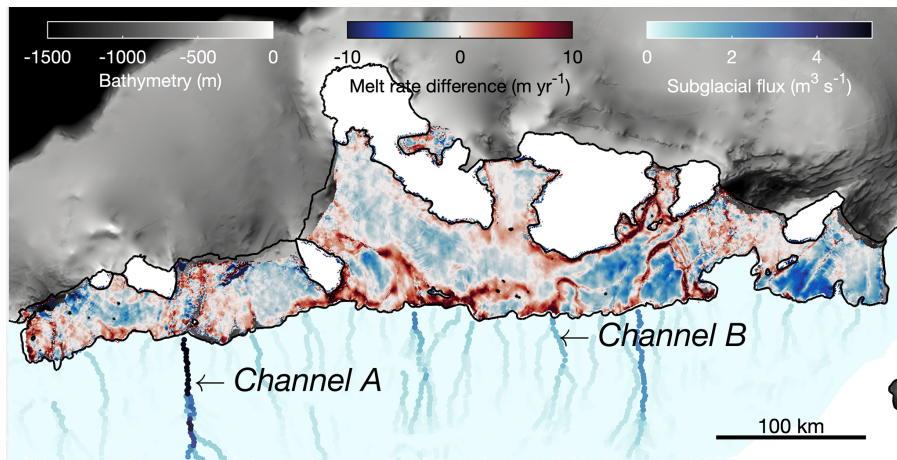 -1500 -1000 -500 0
Bathymetry (m)
-10 0 10
Melt rate difference (m yr⁻¹)
0 2 4
Subglacial flux (m³ s⁻¹)
← Channel B
← Channel A
100 km